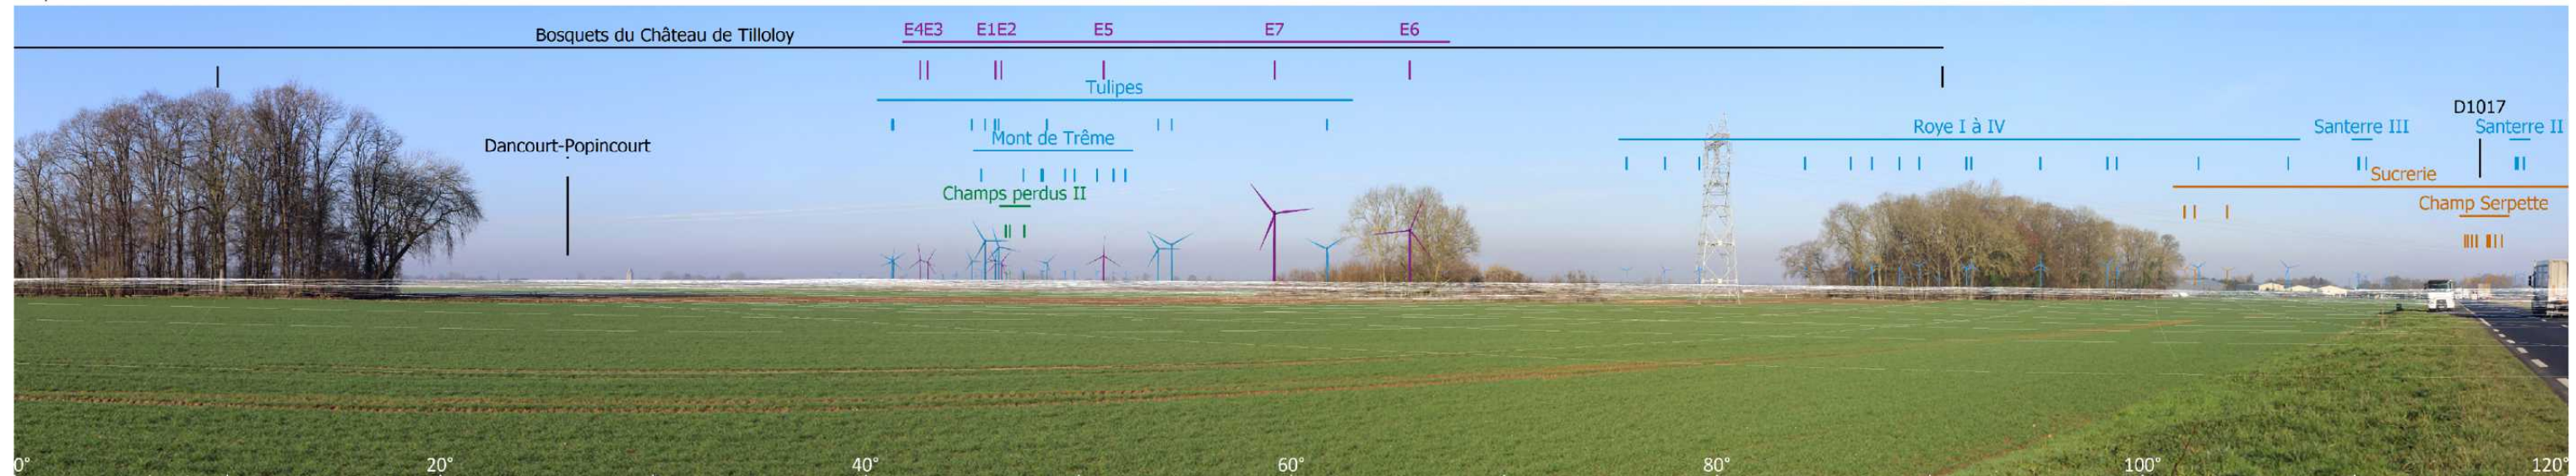 E4E3 E1E2 E5 E7 E6
Bosquets du Château de Tilloloy
Tulipes
D1017
Roye I à IV Santerre III Santerre II
Mont de Trême
Dancourt-Popincourt
Sucrerie
Champs perdus II
Champ Serpette
0° 20° 40° 60° 80° 100° 120°